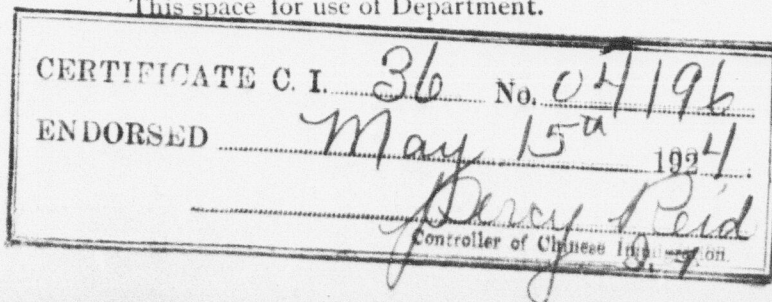 This space for use of Department.
CERTIFICATE C. I. 36 No. 04196
ENDORSED May 15th 1924.
Percy Reid
Controller of Chinese Immigration.